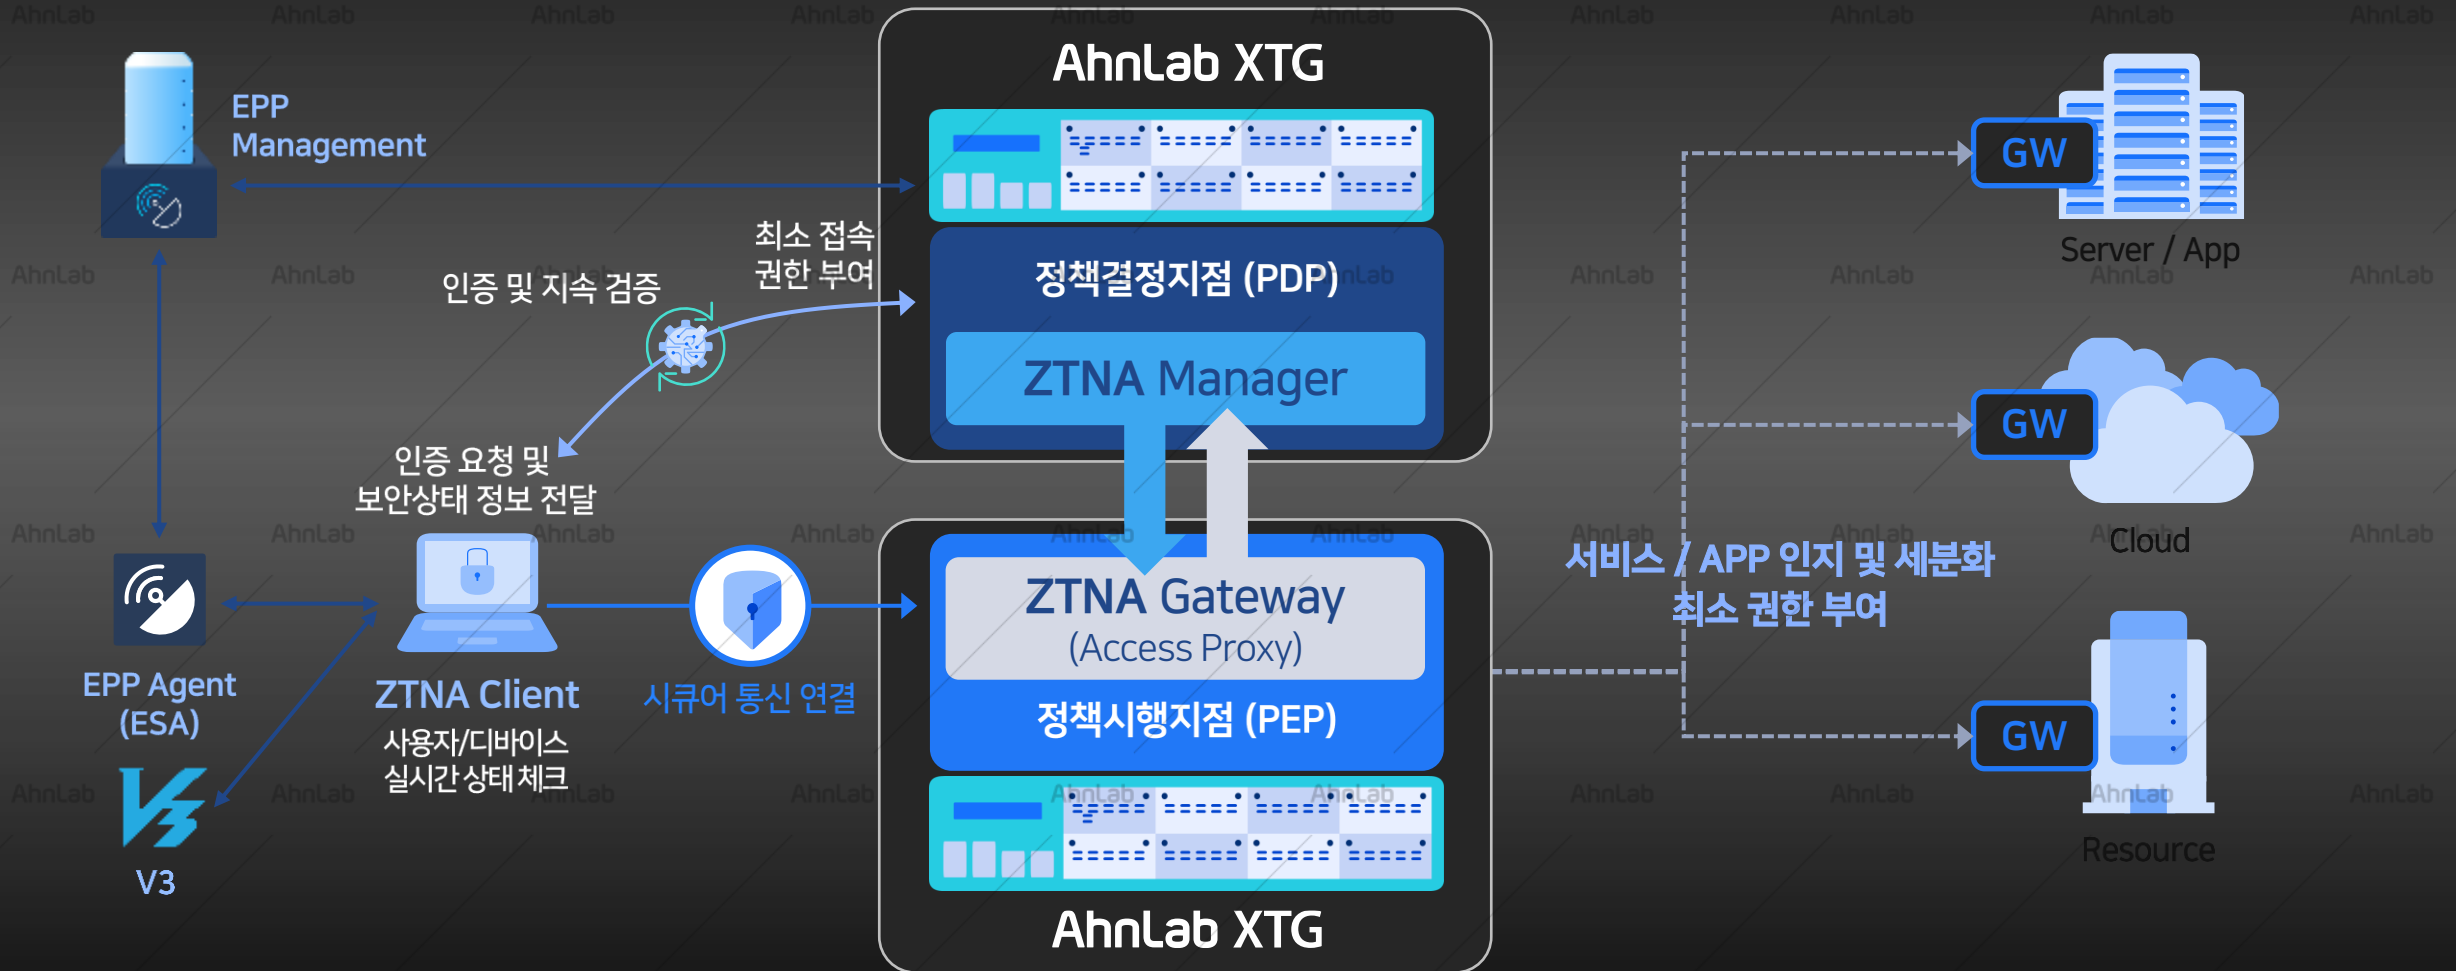 AhnLab XTG
EPP
Management
최소 접속
권한 부여
인증 및 지속 검증
정책결정지점 (PDP)
ZTNA Manager
인증 요청 및
보안상태 정보 전달
EPP Agent
(ESA)
V3
ZTNA Client
사용자/디바이스
실시간 상태 체크
시큐어 통신 연결
ZTNA Gateway
(Access Proxy)
정책시행지점 (PEP)
AhnLab XTG
서비스 / APP 인지 및 세분화
최소 권한 부여
GW
Server / App
GW
Cloud
GW
Resource
AhnLab